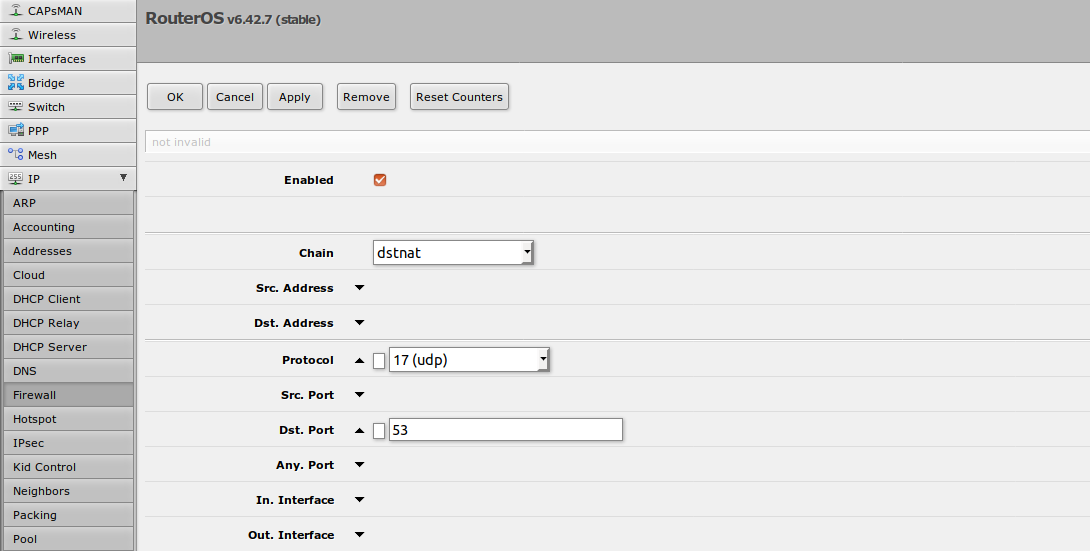 CAPsMAN
Wireless
Interfaces
Bridge
Switch
PPP
Mesh
IP
ARP
Accounting
Addresses
Cloud
DHCP Client
DHCP Relay
DHCP Server
DNS
Firewall
Hotspot
IPsec
Kid Control
Neighbors
Packing
Pool
RouterOS v6.42.7 (stable)
OK Cancel Apply Remove Reset Counters
not invalid
Enabled
Chain dstnat
Src. Address
Dst. Address
Protocol 17 (udp)
Src. Port
Dst. Port 53
Any. Port
In. Interface
Out. Interface